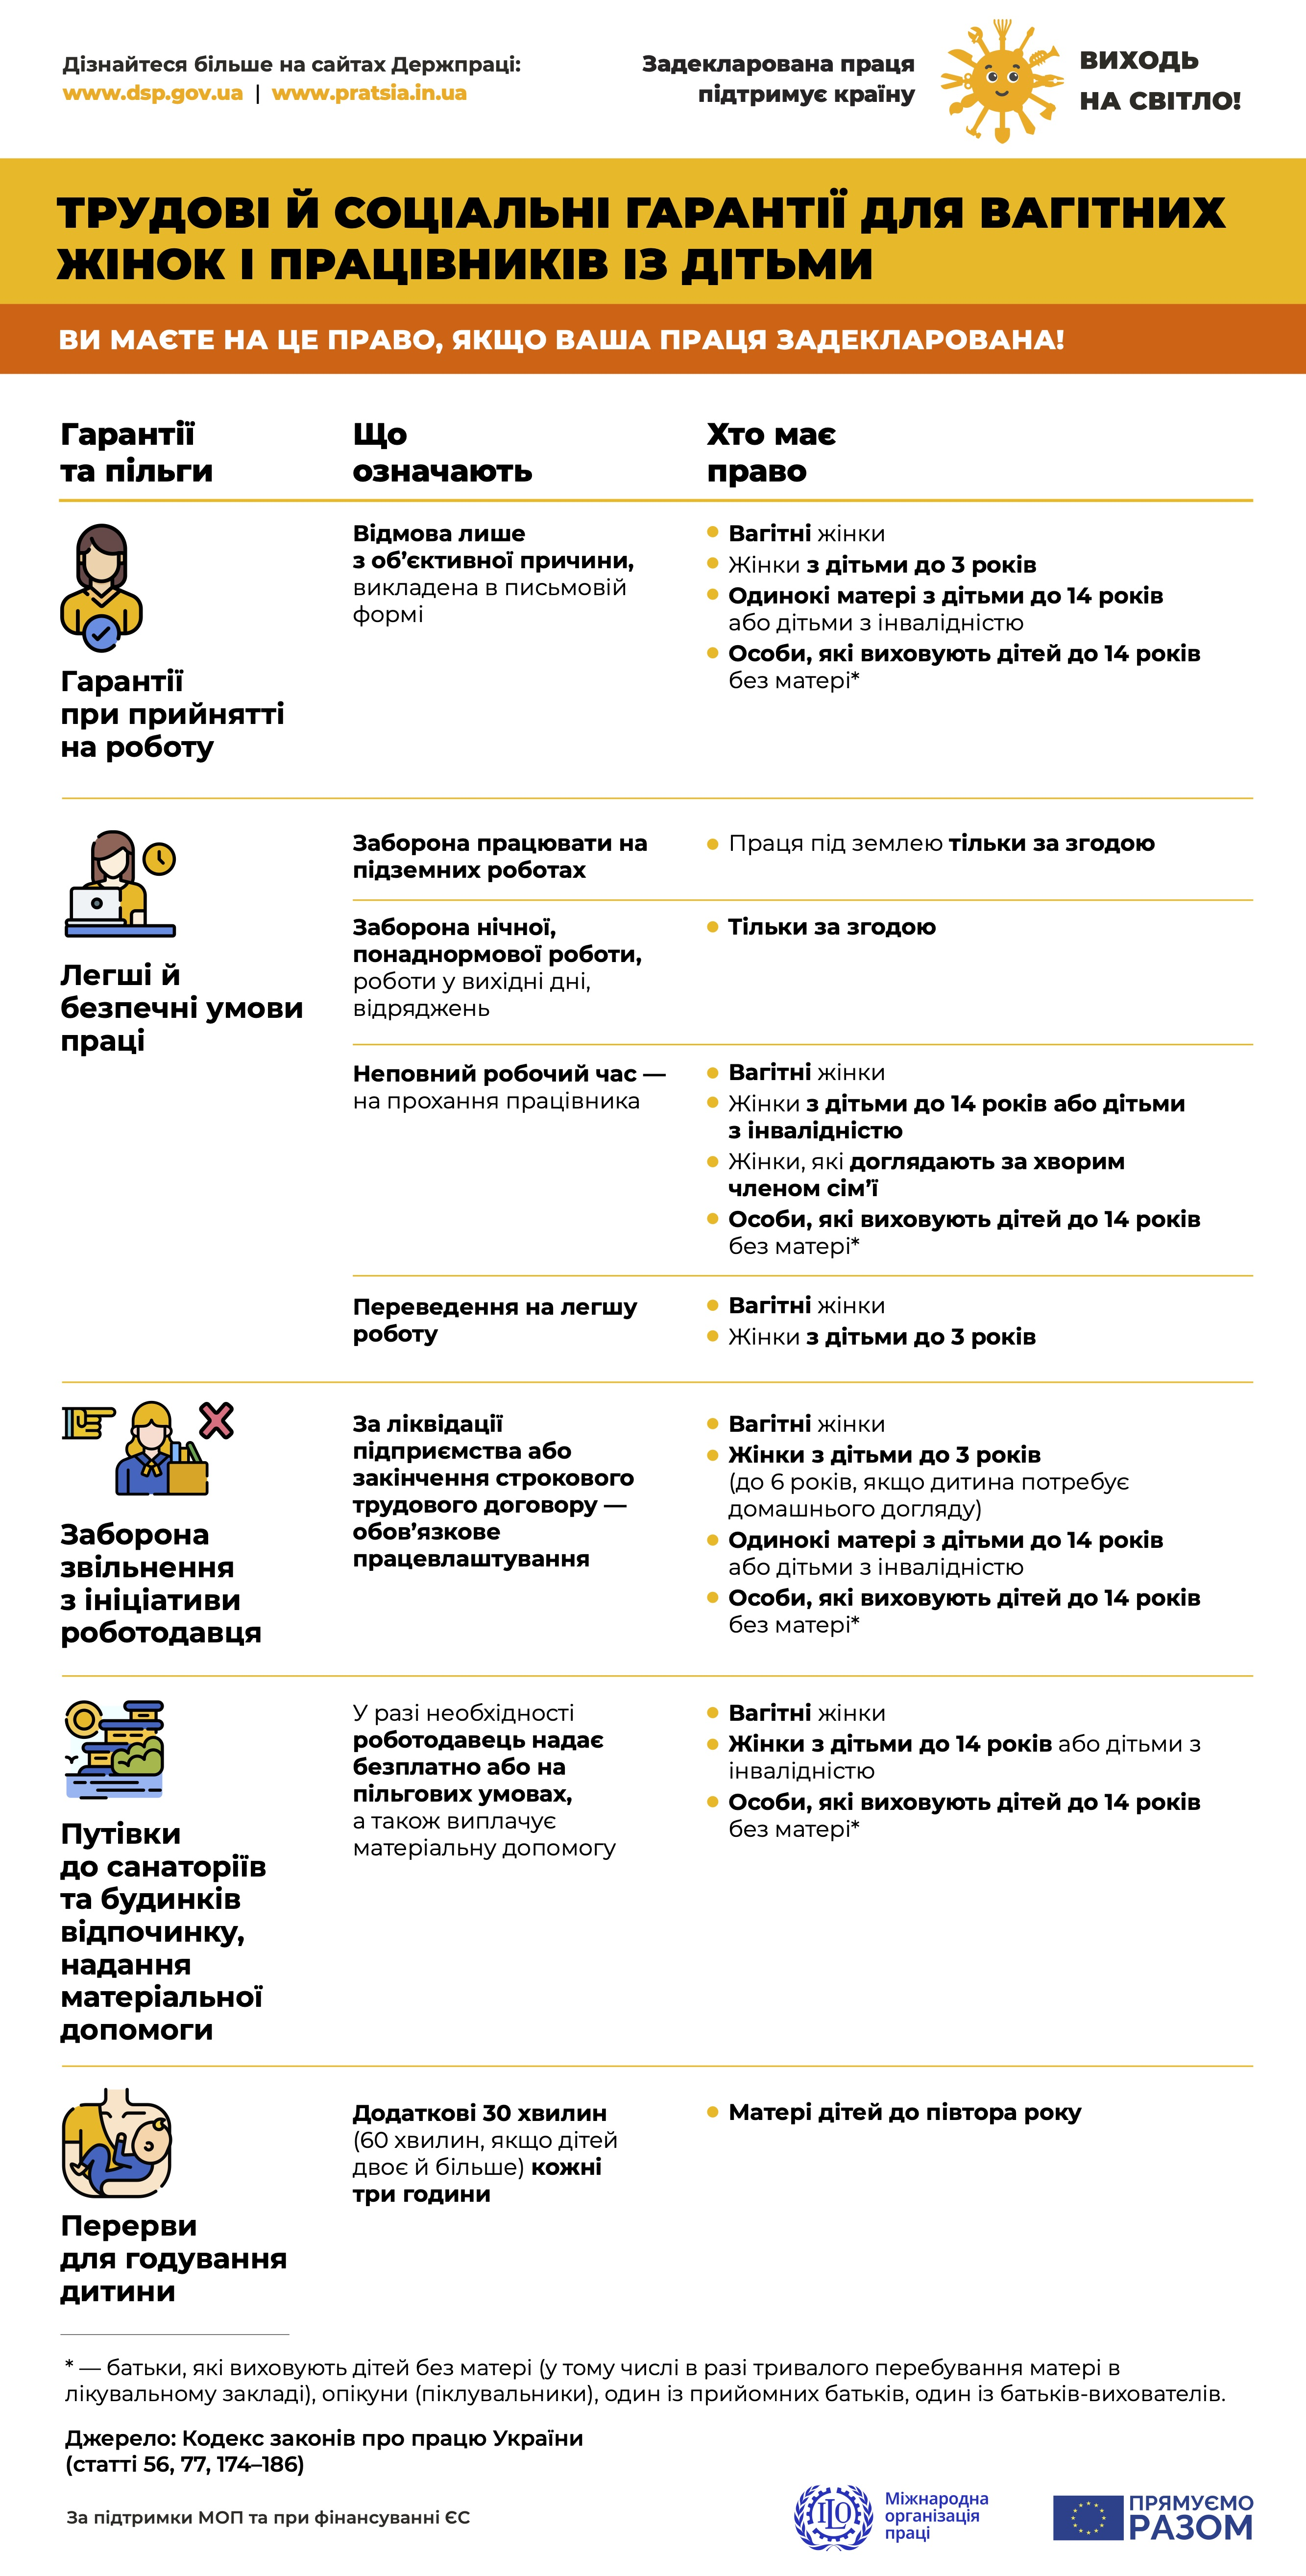 Дізнайтеся більше на сайтах Держпраці:
www.dsp.gov.ua | www.pratsia.in.ua
Задекларована праця
підтримує країну
ВИХОДЬ
НА СВІТЛО!
ТРУДОВІ Й СОЦІАЛЬНІ ГАРАНТІЇ ДЛЯ ВАГІТНИХ
ЖІНОК І ПРАЦІВНИКІВ ІЗ ДІТЬМИ
ВИ МАЄТЕ НА ЦЕ ПРАВО, ЯКЩО ВАША ПРАЦЯ ЗАДЕКЛАРОВАНА!
Гарантії
та пільги
Що
означають
Хто має
право
Гарантії
при прийнятті
на роботу
Відмова лише
з об’єктивної причини,
викладена в письмовій
формі
Вагітні жінки
Жінки з дітьми до 3 років
Одинокі матері з дітьми до 14 років
або дітьми з інвалідністю
Особи, які виховують дітей до 14 років
без матері*
Легші й
безпечні умови
праці
Заборона працювати на
підземних роботах
Праця під землею тільки за згодою
Заборона нічної,
понаднормової роботи,
роботи у вихідні дні,
відряджень
Тільки за згодою
Неповний робочий час —
на прохання працівника
Вагітні жінки
Жінки з дітьми до 14 років або дітьми
з інвалідністю
Жінки, які доглядають за хворим
членом сім’ї
Особи, які виховують дітей до 14 років
без матері*
Переведення на легшу
роботу
Вагітні жінки
Жінки з дітьми до 3 років
Заборона
звільнення
з ініціативи
роботодавця
За ліквідації
підприємства або
закінчення строкового
трудового договору —
обов’язкове
працевлаштування
Вагітні жінки
Жінки з дітьми до 3 років
(до 6 років, якщо дитина потребує
домашнього догляду)
Одинокі матері з дітьми до 14 років
або дітьми з інвалідністю
Особи, які виховують дітей до 14 років
без матері*
Путівки
до санаторіїв
та будинків
відпочинку,
надання
матеріальної
допомоги
У разі необхідності
роботодавець надає
безплатно або на
пільгових умовах,
а також виплачує
матеріальну допомогу
Вагітні жінки
Жінки з дітьми до 14 років або дітьми з
інвалідністю
Особи, які виховують дітей до 14 років
без матері*
Перерви
для годування
дитини
Додаткові 30 хвилин
(60 хвилин, якщо дітей
двоє й більше) кожні
три години
Матері дітей до півтора року
* — батьки, які виховують дітей без матері (у тому числі в разі тривалого перебування матері в
лікувальному закладі), опікуни (піклувальники), один із прийомних батьків, один із батьків-вихователів.
Джерело: Кодекс законів про працю України
(статті 56, 77, 174–186)
За підтримки МОП та при фінансуванні ЄС
ILO
Міжнародна
організація
праці
ПРЯМУЄМО
РАЗОМ